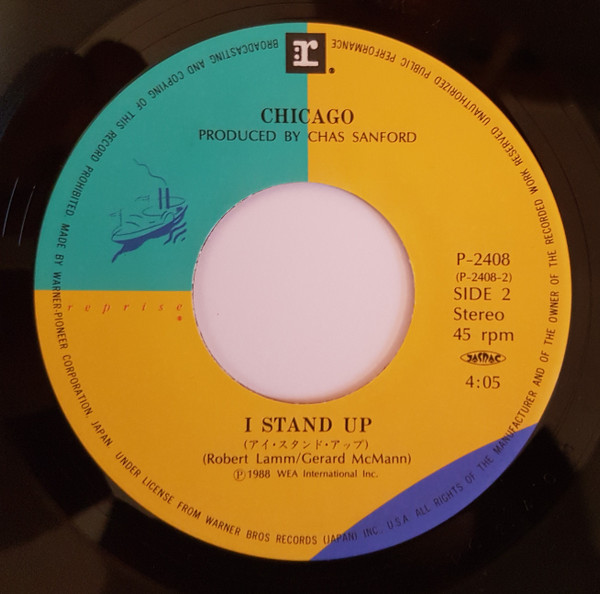 r
CHICAGO
PRODUCED BY CHAS SANFORD
P-2408
(P-2408-2)
SIDE 2
Stereo
45 rpm
JASRAC
4:05
reprise
I STAND UP
(アイ・スタンド・アップ)
(Robert Lamm/Gerard McMann)
Ⓟ1988 WEA International Inc.
MADE BY WARNER-PIONEER CORPORATION, JAPAN. UNDER LICENSE FROM WARNER BROS RECORDS (JAPAN) INC. U.S.A. ALL RIGHTS OF THE MANUFACTURER AND OF THE OWNER OF THE RECORDED WORK RESERVED UNAUTHORIZED PUBLIC PERFORMANCE BROADCASTING AND COPYING OF THIS RECORD PROHIBITED